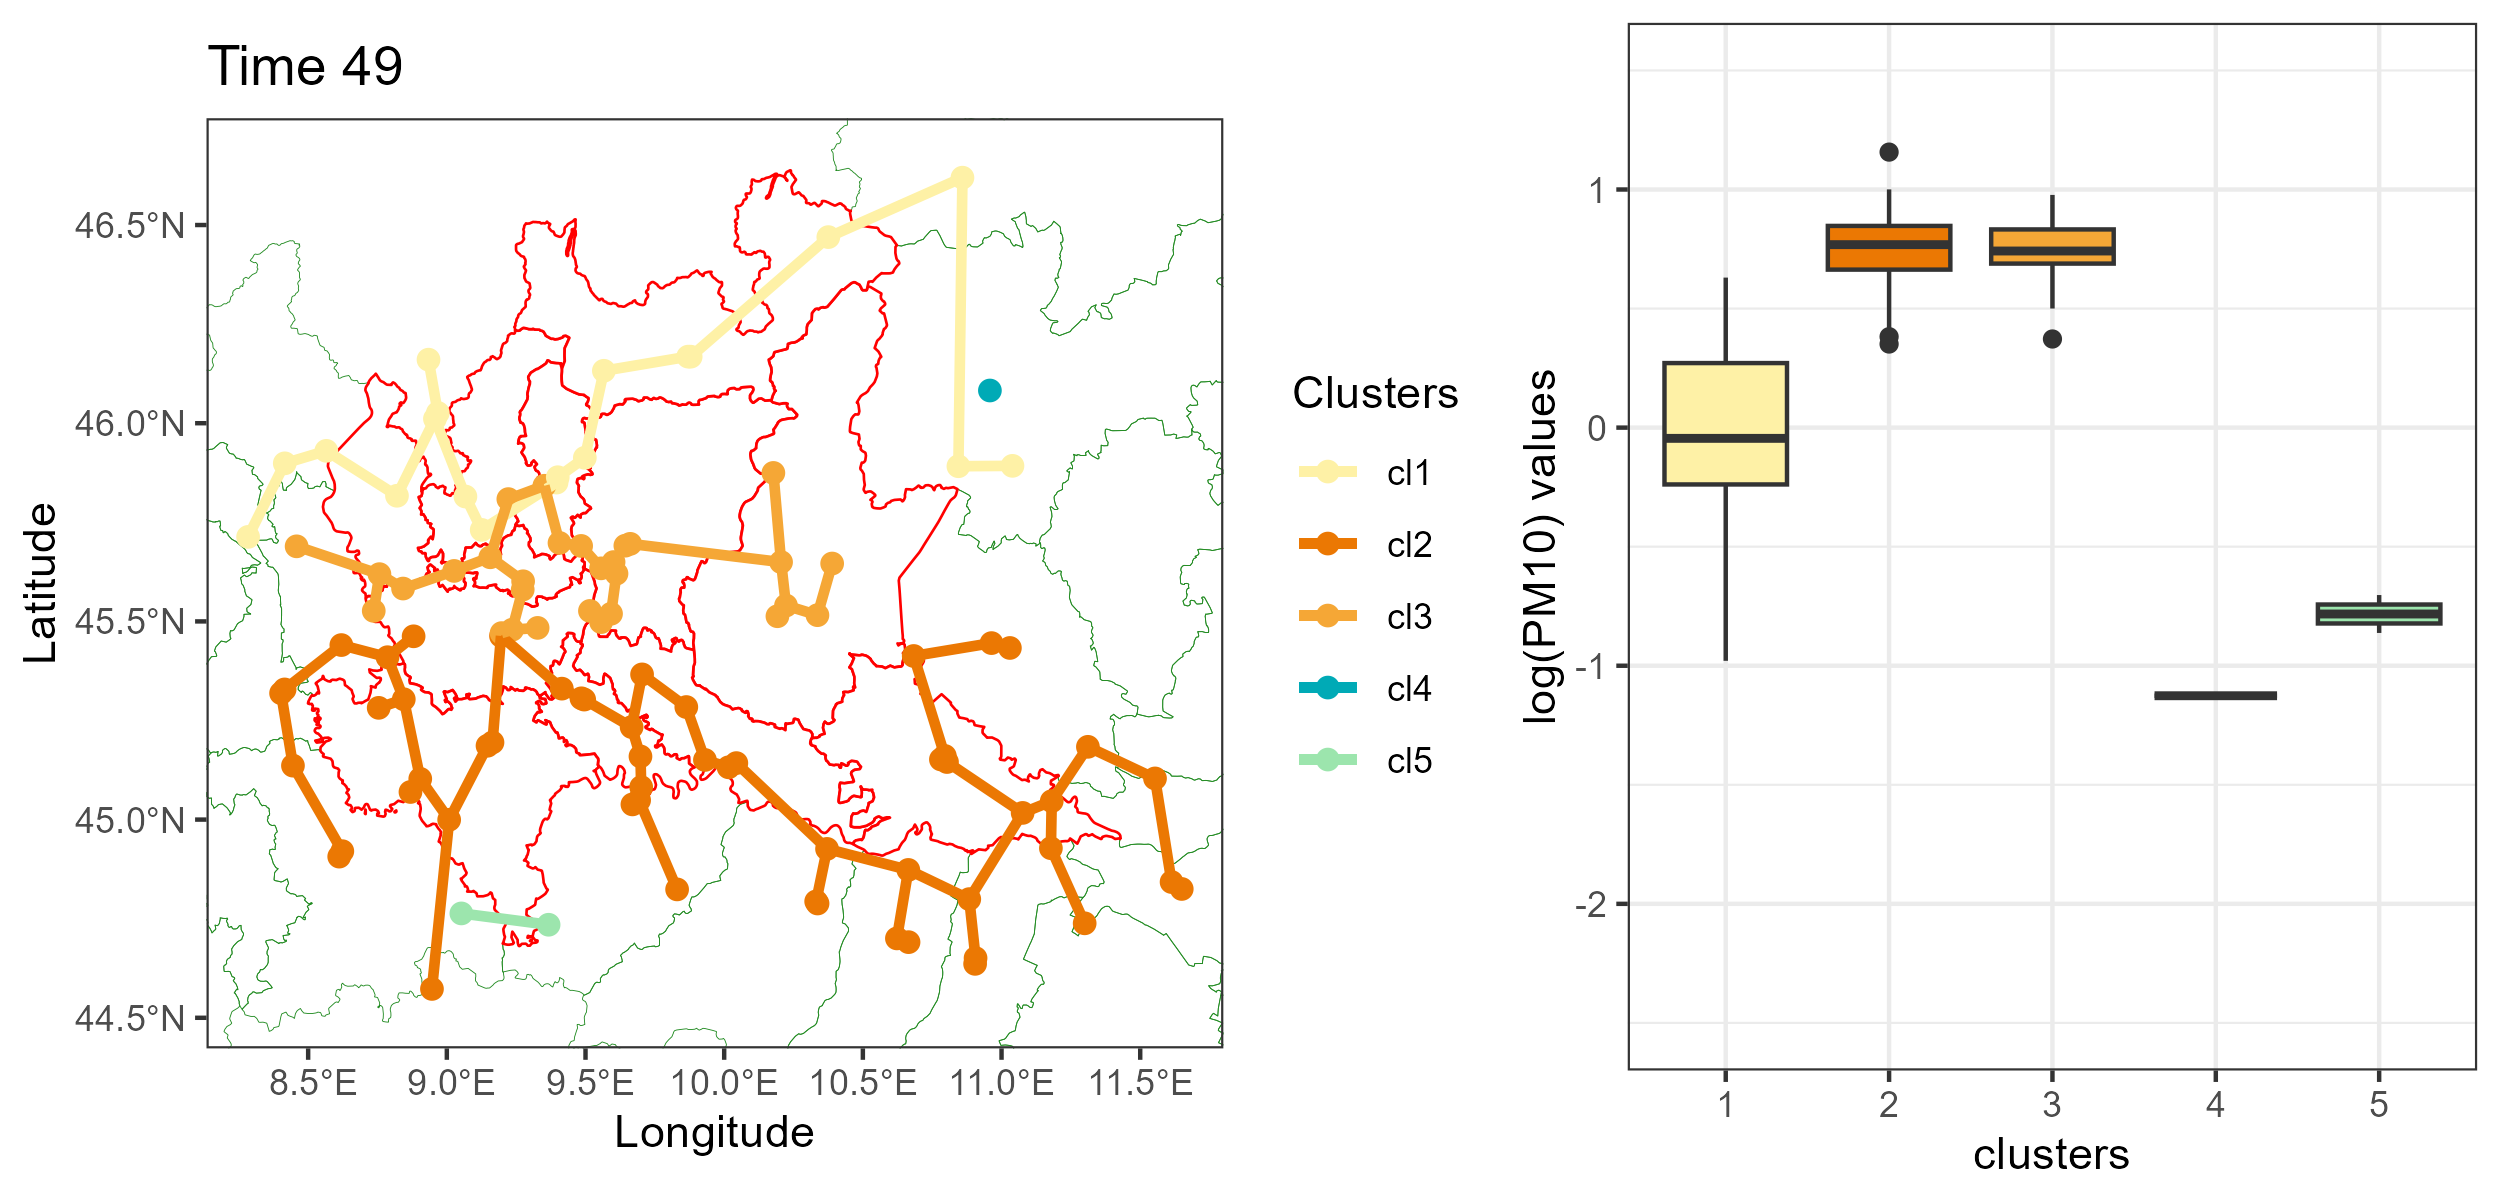 Time 49
Latitude
46.5°N
46.0°N
45.5°N
45.0°N
44.5°N
8.5°E 9.0°E 9.5°E 10.0°E 10.5°E 11.0°E 11.5°E
Longitude
Clusters
cl1
cl2
cl3
cl4
cl5
log(PM10) values
1
0
-1
-2
1 2 3 4 5
clusters